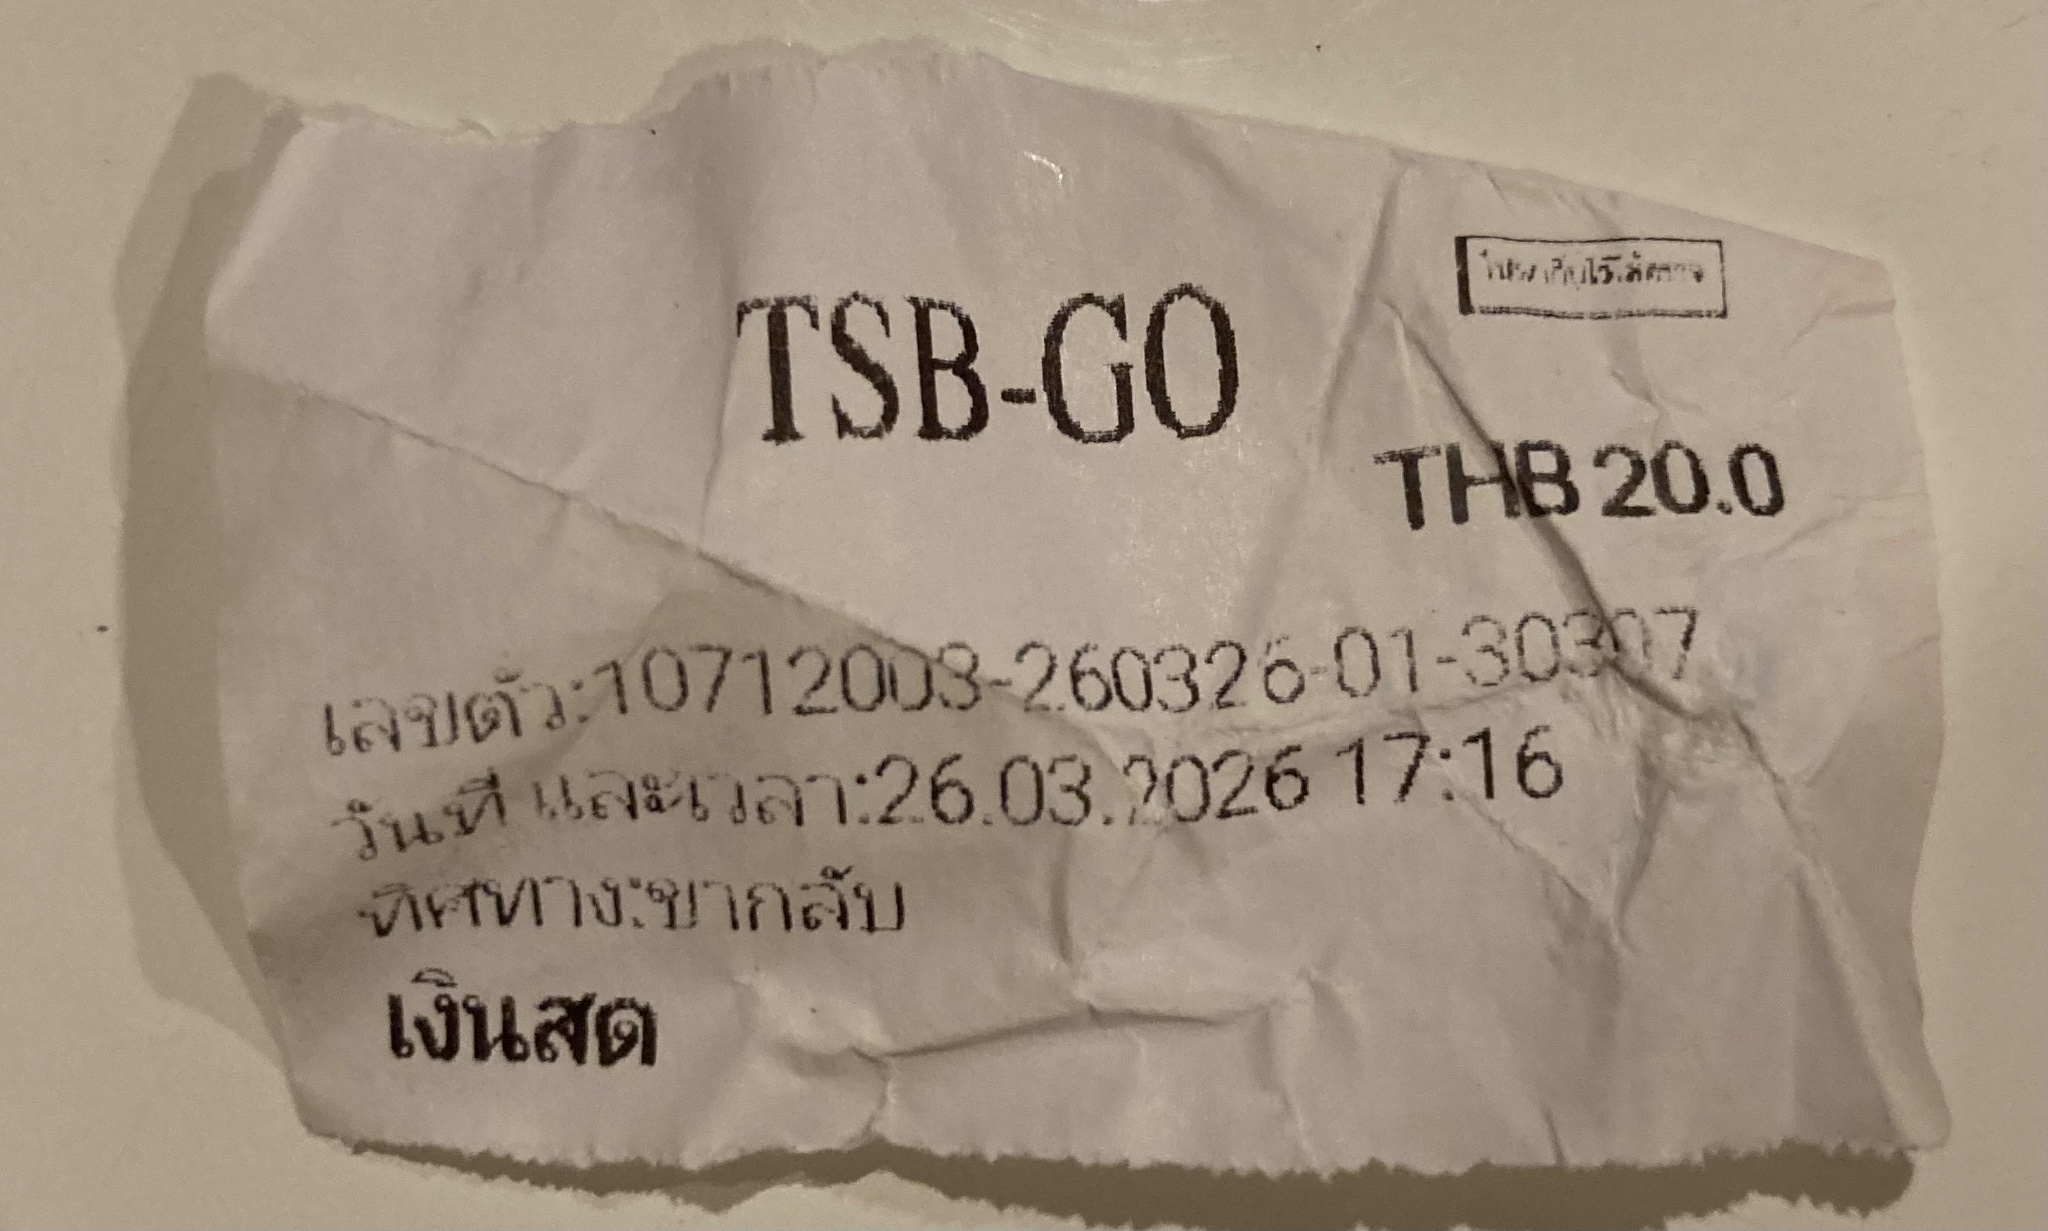 TSB-GO
THB 20.0
เลขตั๋ว:10712003-260326-01-30307
วันที่ และเวลา:26.03.2026 17:16
ทิศทาง:ขากลับ
เงินสด